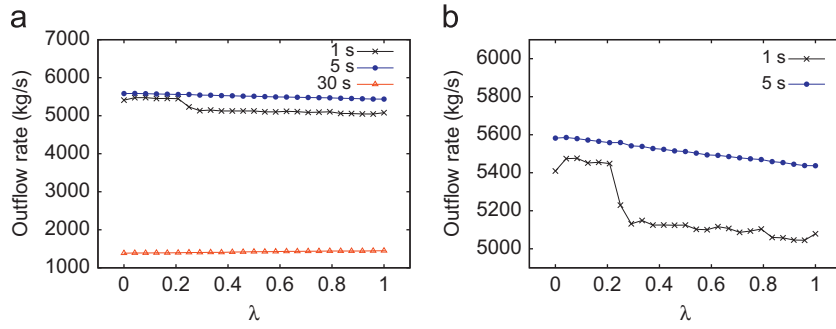 a
7000
6000
5000
4000
3000
2000
1000
Outflow rate (kg/s)
1 s
5 s
30 s
0 0.2 0.4 0.6 0.8 1
λ
b
6000
5800
5600
5400
5200
5000
Outflow rate (kg/s)
1 s
5 s
0 0.2 0.4 0.6 0.8 1
λ